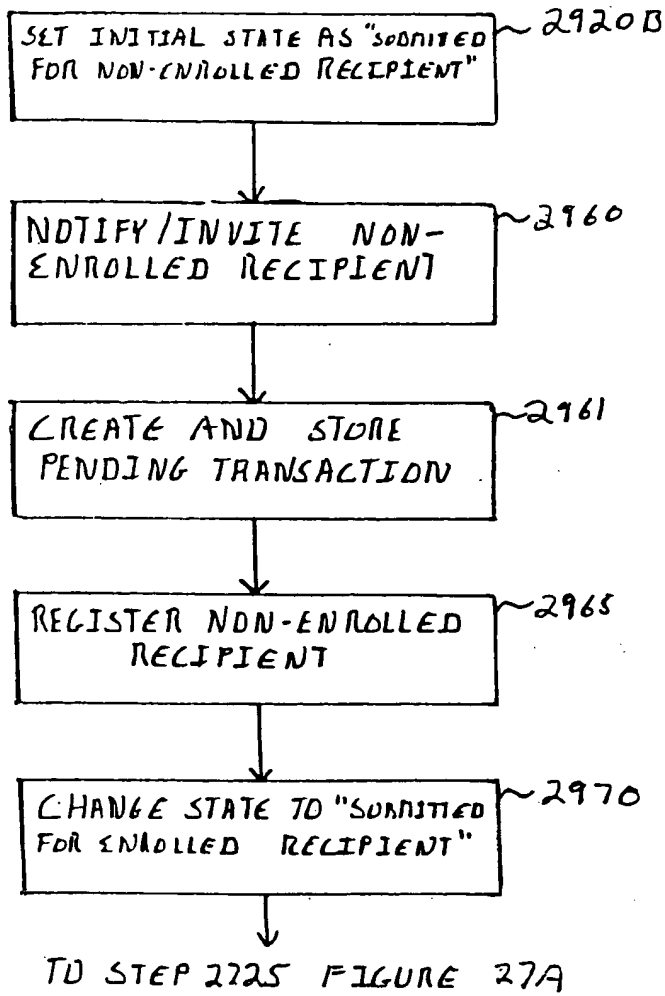 SET INITIAL STATE AS "SUBMITTED
FOR NON-ENROLLED RECIPIENT"
2920B
NOTIFY/INVITE NON-
ENROLLED RECIPIENT
2960
CREATE AND STORE
PENDING TRANSACTION
2961
REGISTER NON-ENROLLED
RECIPIENT
2965
CHANGE STATE TO "SUBMITTED
FOR ENROLLED RECIPIENT"
2970
TO STEP 2725 FIGURE 27A